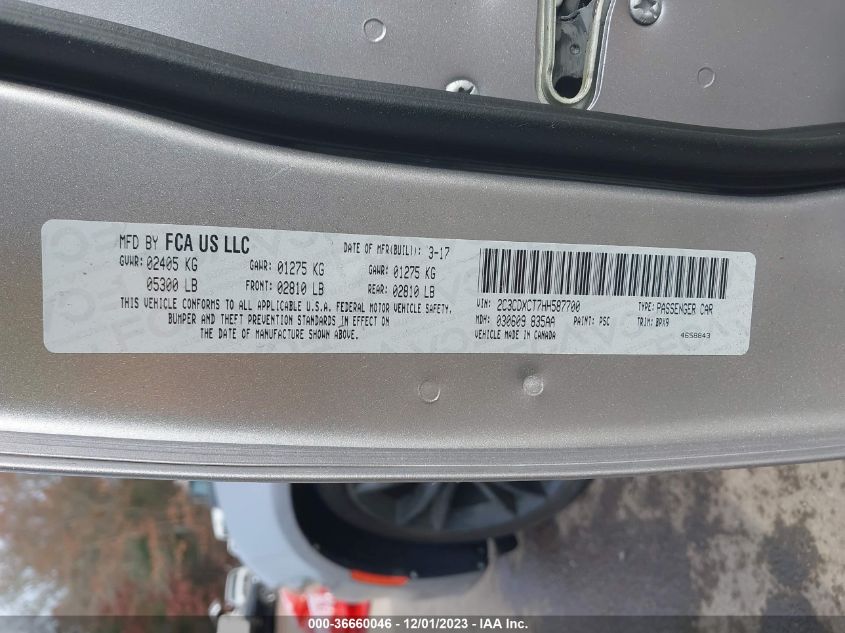 MFD BY FCA US LLC DATE OF MFR(BUILT): 3-17
GVWR: 02405 KG GAWR: 01275 KG GAWR: 01275 KG
05300 LB FRONT: 02810 LB REAR: 02810 LB
THIS VEHICLE CONFORMS TO ALL APPLICABLE U.S.A. FEDERAL MOTOR VEHICLE SAFETY,
BUMPER AND THEFT PREVENTION STANDARDS IN EFFECT ON
THE DATE OF MANUFACTURE SHOWN ABOVE.
VIN: 2C3CDXCT7HH587700 TYPE: PASSENGER CAR
MDH: 030609 835AA PAINT: PSC TRIM: BRX9
VEHICLE MADE IN CANADA 4658643
000-36660046 - 12/01/2023 - IAA Inc.